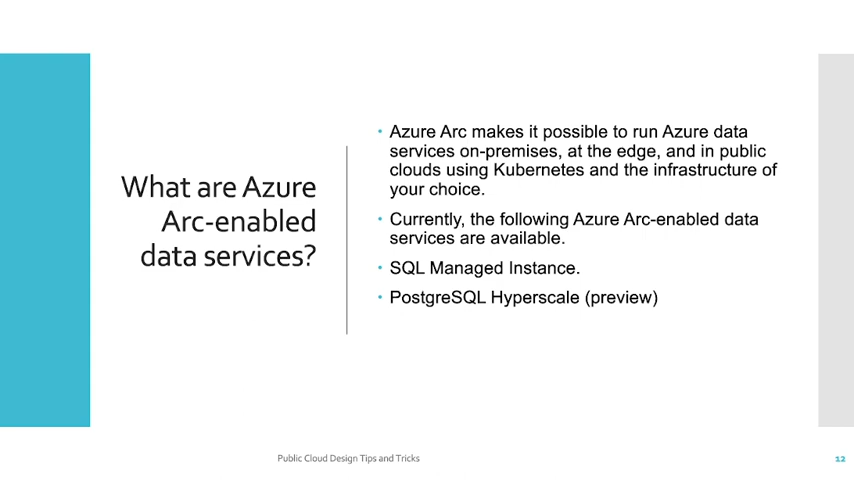 What are Azure
Arc-enabled
data services?
• Azure Arc makes it possible to run Azure data
services on-premises, at the edge, and in public
clouds using Kubernetes and the infrastructure of
your choice.
• Currently, the following Azure Arc-enabled data
services are available.
• SQL Managed Instance.
• PostgreSQL Hyperscale (preview)
Public Cloud Design Tips and Tricks
12